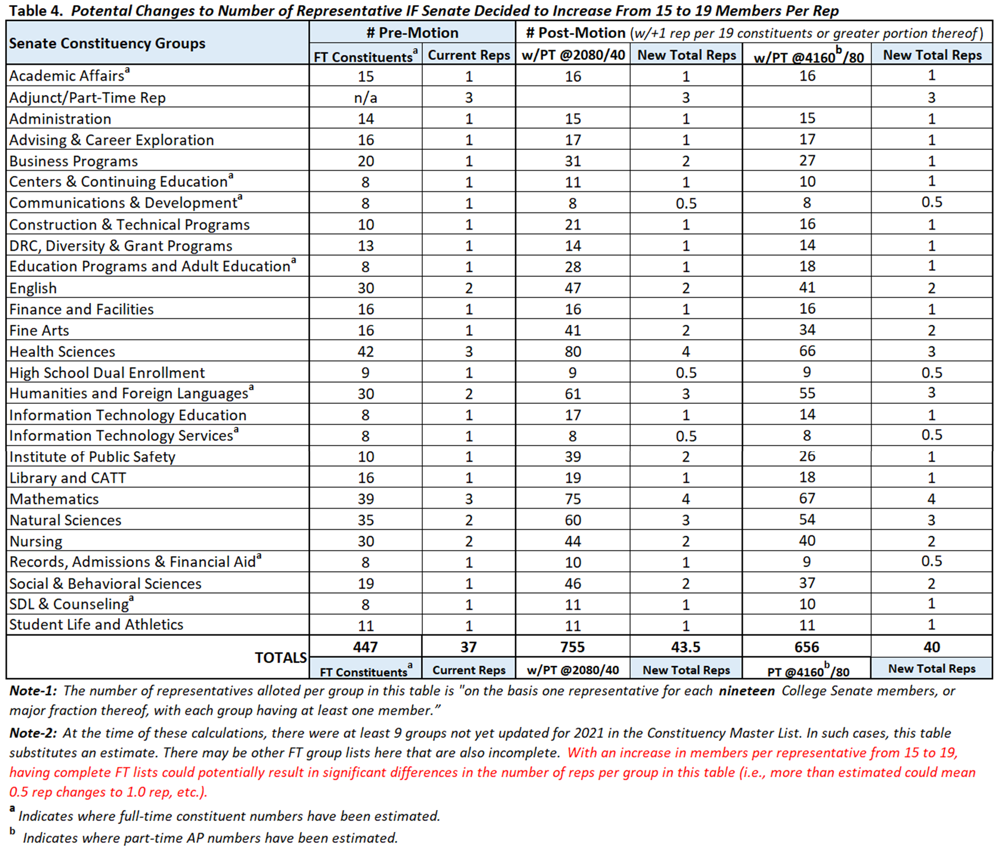 Table 4. Potental Changes to Number of Representative IF Senate Decided to Increase From 15 to 19 Members Per Rep
Senate Constituency Groups # Pre-Motion # Post-Motion (w/+1 rep per 19 constituents or greater portion thereof)
FT Constituentsa Current Reps w/PT @2080/40 New Total Reps w/PT @4160b/80 New Total Reps
Academic Affairsa 15 1 16 1 16 1
Adjunct/Part-Time Rep n/a 3 3 3
Administration 14 1 15 1 15 1
Advising & Career Exploration 16 1 17 1 17 1
Business Programs 20 1 31 2 27 1
Centers & Continuing Educationa 8 1 11 1 10 1
Communications & Developmenta 8 1 8 0.5 8 0.5
Construction & Technical Programs 10 1 21 1 16 1
DRC, Diversity & Grant Programs 13 1 14 1 14 1
Education Programs and Adult Educationa 8 1 28 1 18 1
English 30 2 47 2 41 2
Finance and Facilities 16 1 16 1 16 1
Fine Arts 16 1 41 2 34 2
Health Sciences 42 3 80 4 66 3
High School Dual Enrollment 9 1 9 0.5 9 0.5
Humanities and Foreign Languagesa 30 2 61 3 55 3
Information Technology Education 8 1 17 1 14 1
Information Technology Servicesa 8 1 8 0.5 8 0.5
Institute of Public Safety 10 1 39 2 26 1
Library and CATT 16 1 19 1 18 1
Mathematics 39 3 75 4 67 4
Natural Sciences 35 2 60 3 54 3
Nursing 30 2 44 2 40 2
Records, Admissions & Financial Aida 8 1 10 1 9 0.5
Social & Behavioral Sciences 19 1 46 2 37 2
SDL & Counselinga 8 1 11 1 10 1
Student Life and Athletics 11 1 11 1 11 1
TOTALS 447 37 755 43.5 656 40
FT Constituentsa Current Reps w/PT @2080/40 New Total Reps PT @4160b/80 New Total Reps
Note-1: The number of representatives alloted per group in this table is "on the basis one representative for each nineteen College Senate members, or
major fraction thereof, with each group having at least one member.”
Note-2: At the time of these calculations, there were at least 9 groups not yet updated for 2021 in the Constituency Master List. In such cases, this table
substitutes an estimate. There may be other FT group lists here that are also incomplete. With an increase in members per representative from 15 to 19,
having complete FT lists could potentially result in significant differences in the number of reps per group in this table (i.e., more than estimated could mean
0.5 rep changes to 1.0 rep, etc.).
a Indicates where full-time constituent numbers have been estimated.
b Indicates where part-time AP numbers have been estimated.